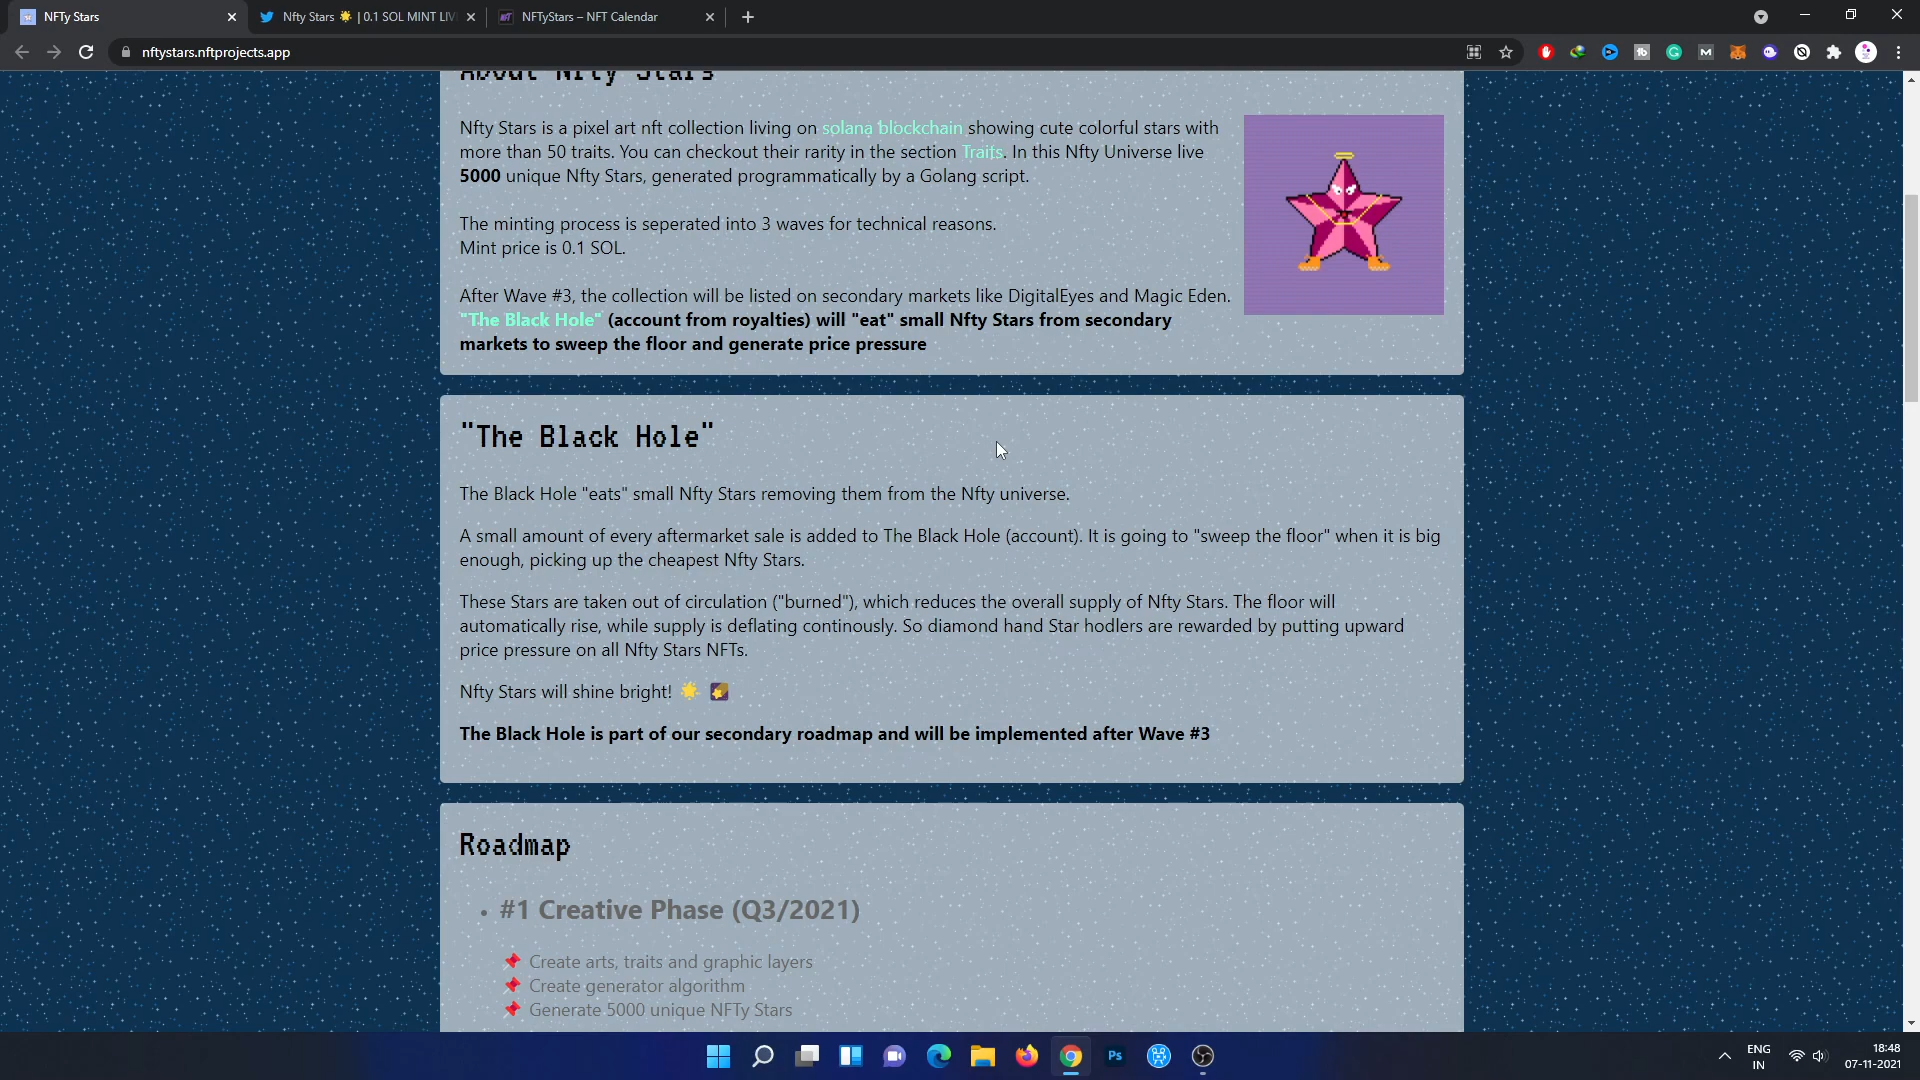 NFTy Stars
Nfty Stars 🌟 | 0.1 SOL MINT LIV
NFTyStars – NFT Calendar
nftystars.nftprojects.app
About Nfty Stars
Nfty Stars is a pixel art nft collection living on solana blockchain showing cute colorful stars with
more than 50 traits. You can checkout their rarity in the section Traits. In this Nfty Universe live
5000 unique Nfty Stars, generated programmatically by a Golang script.
The minting process is seperated into 3 waves for technical reasons.
Mint price is 0.1 SOL.
After Wave #3, the collection will be listed on secondary markets like DigitalEyes and Magic Eden.
"The Black Hole" (account from royalties) will "eat" small Nfty Stars from secondary
markets to sweep the floor and generate price pressure
"The Black Hole"
The Black Hole "eats" small Nfty Stars removing them from the Nfty universe.
A small amount of every aftermarket sale is added to The Black Hole (account). It is going to "sweep the floor" when it is big
enough, picking up the cheapest Nfty Stars.
These Stars are taken out of circulation ("burned"), which reduces the overall supply of Nfty Stars. The floor will
automatically rise, while supply is deflating continously. So diamond hand Star hodlers are rewarded by putting upward
price pressure on all Nfty Stars NFTs.
Nfty Stars will shine bright! 🌟 🌠
The Black Hole is part of our secondary roadmap and will be implemented after Wave #3
Roadmap
• #1 Creative Phase (Q3/2021)
📌 Create arts, traits and graphic layers
📌 Create generator algorithm
📌 Generate 5000 unique NFTy Stars
Ps
ENG
IN
18:48
07-11-2021